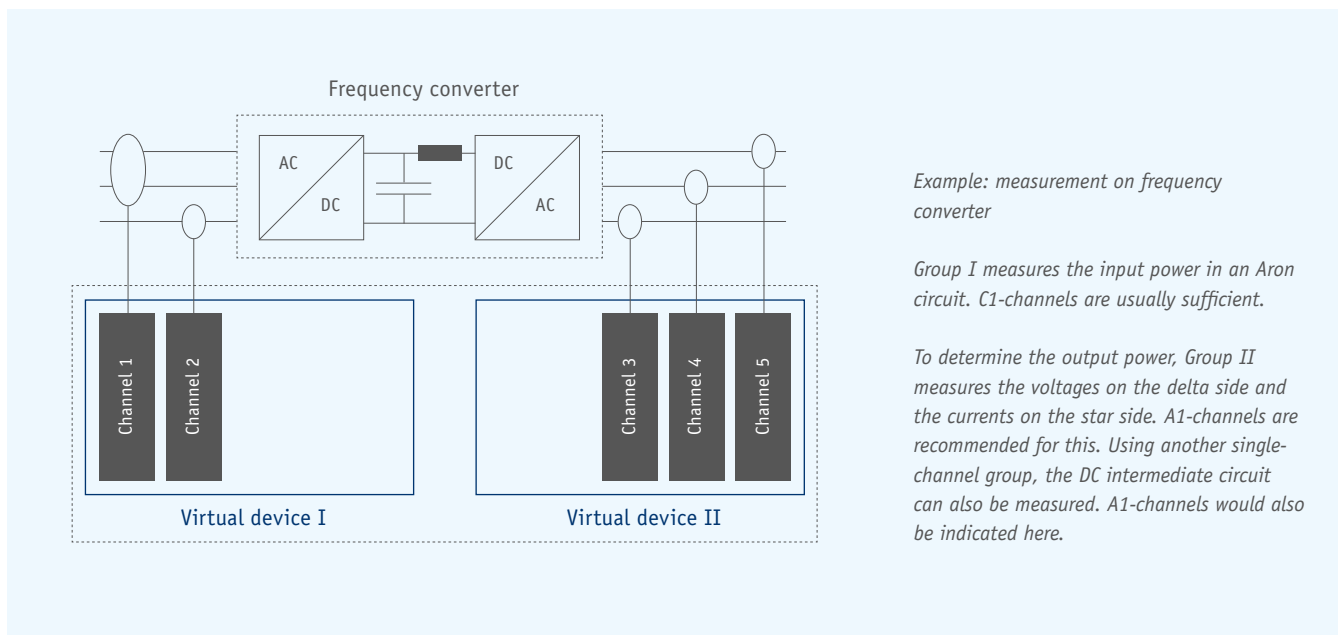 Frequency converter
AC
DC
DC
AC
Channel 1
Channel 2
Channel 3
Channel 4
Channel 5
Virtual device I
Virtual device II
Example: measurement on frequency
converter
Group I measures the input power in an Aron
circuit. C1-channels are usually sufficient.
To determine the output power, Group II
measures the voltages on the delta side and
the currents on the star side. A1-channels are
recommended for this. Using another single-
channel group, the DC intermediate circuit
can also be measured. A1-channels would also
be indicated here.